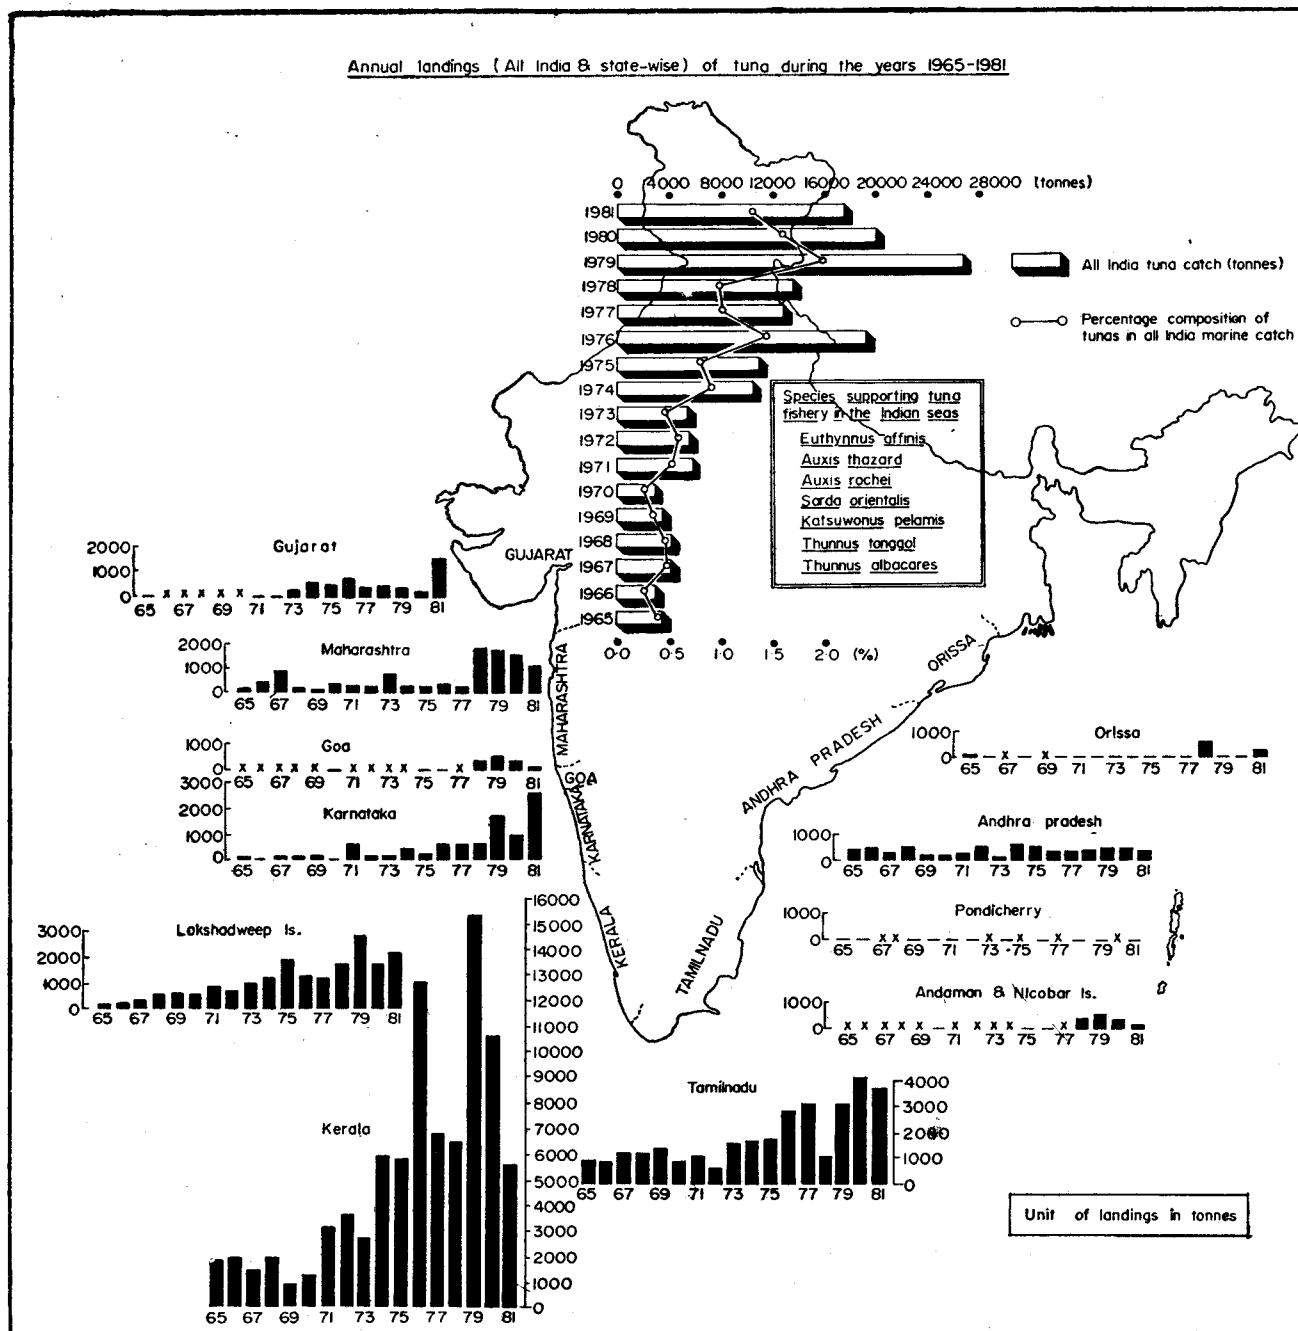 Annual landings (All India & state-wise) of tuna during the years 1965-1981
0 4000 8000 12000 16000 20000 24000 28000 (tonnes)
1981
1980
1979
1978
1977
1976
1975
1974
1973
1972
1971
1970
1969
1968
1967
1966
1965
0·0 0·5 1·0 1·5 2·0 (%)
All India tuna catch (tonnes)
Percentage composition of
tunas in all India marine catch
Species supporting tuna
fishery in the Indian seas
Euthynnus affinis
Auxis thazard
Auxis rochei
Sarda orientalis
Katsuwonus pelamis
Thunnus tonggol
Thunnus albacares
GUJARAT
MAHARASHTRA
GOA
KARNATAKA
KERALA
TAMILNADU
ANDHRA PRADESH
ORISSA
Gujarat
2000
1000
0
65 67 69 71 73 75 77 79 81
Maharashtra
2000
1000
0
65 67 69 71 73 75 77 79 81
Goa
1000
0
65 67 69 71 73 75 77 79 81
Karnataka
3000
2000
1000
0
65 67 69 71 73 75 77 79 81
Lakshadweep Is.
3000
2000
1000
0
65 67 69 71 73 75 77 79 81
Kerala
16000
15000
14000
13000
12000
11000
10000
9000
8000
7000
6000
5000
4000
3000
2000
1000
0
65 67 69 71 73 75 77 79 81
Tamilnadu
4000
3000
2000
1000
0
65 67 69 71 73 75 77 79 81
Orissa
1000
0
65 67 69 71 73 75 77 79 81
Andhra pradesh
1000
0
65 67 69 71 73 75 77 79 81
Pondicherry
1000
0
65 67 69 71 73 75 77 79 81
Andaman & Nicobar Is.
1000
0
65 67 69 71 73 75 77 79 81
Unit of landings in tonnes